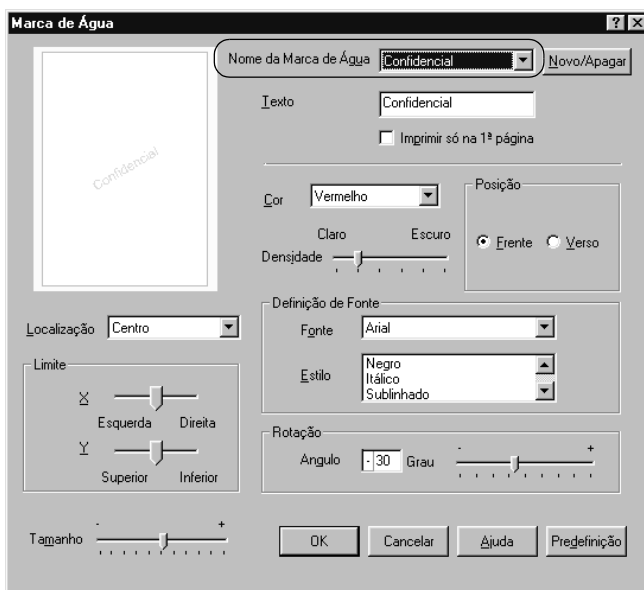 Marca de Água
Nome da Marca de Água Confidencial Novo/Apagar
Texto Confidencial
Imprimir só na 1ª página
Confidencial
Cor Vermelho
Posição
Claro Escuro
Densidade
Frente Verso
Localização Centro
Definição de Fonte
Fonte Arial
Estilo Negro
Itálico
Sublinhado
Limite
X
Esquerda Direita
Y
Superior Inferior
Rotação
Angulo - 30 Grau - +
Tamanho - +
OK Cancelar Ajuda Predefinição